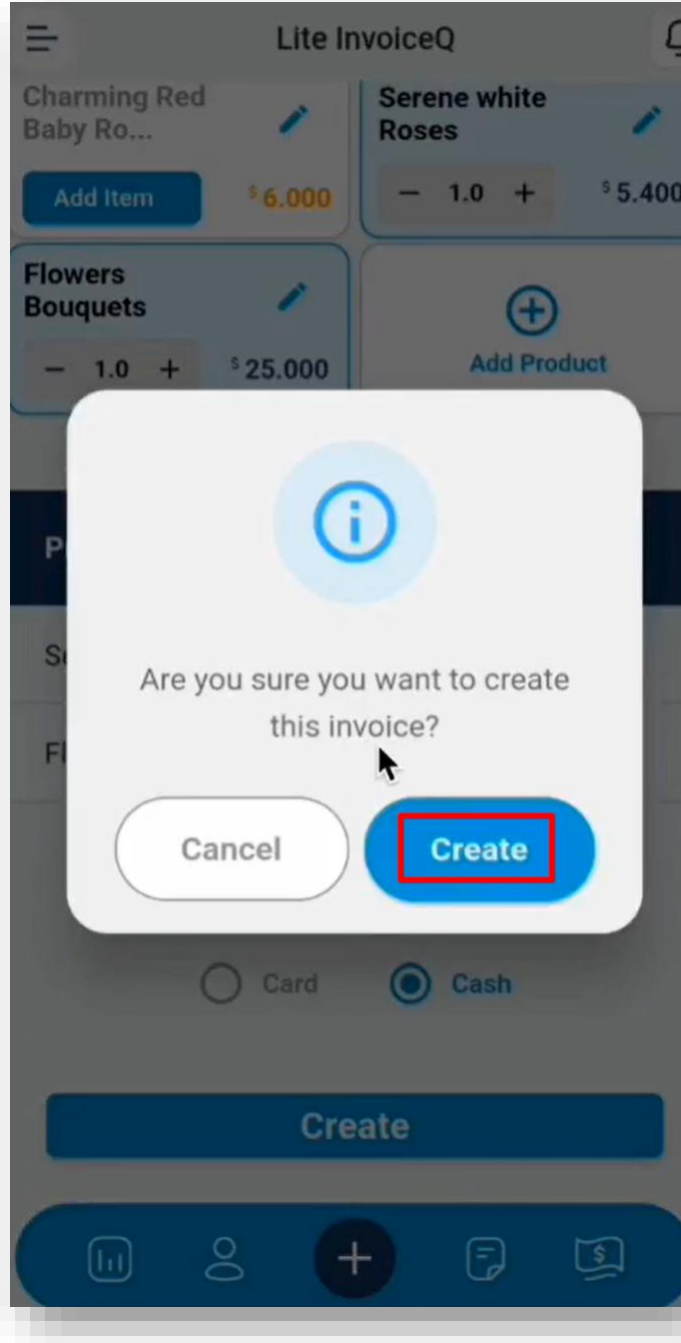 Lite InvoiceQ
Charming Red
Baby Ro...
Add Item
$ 6.000
Serene white
Roses
− 1.0 +
$ 5.400
Flowers
Bouquets
− 1.0 +
$ 25.000
Add Product
Are you sure you want to create
this invoice?
Cancel
Create
Card
Cash
Create